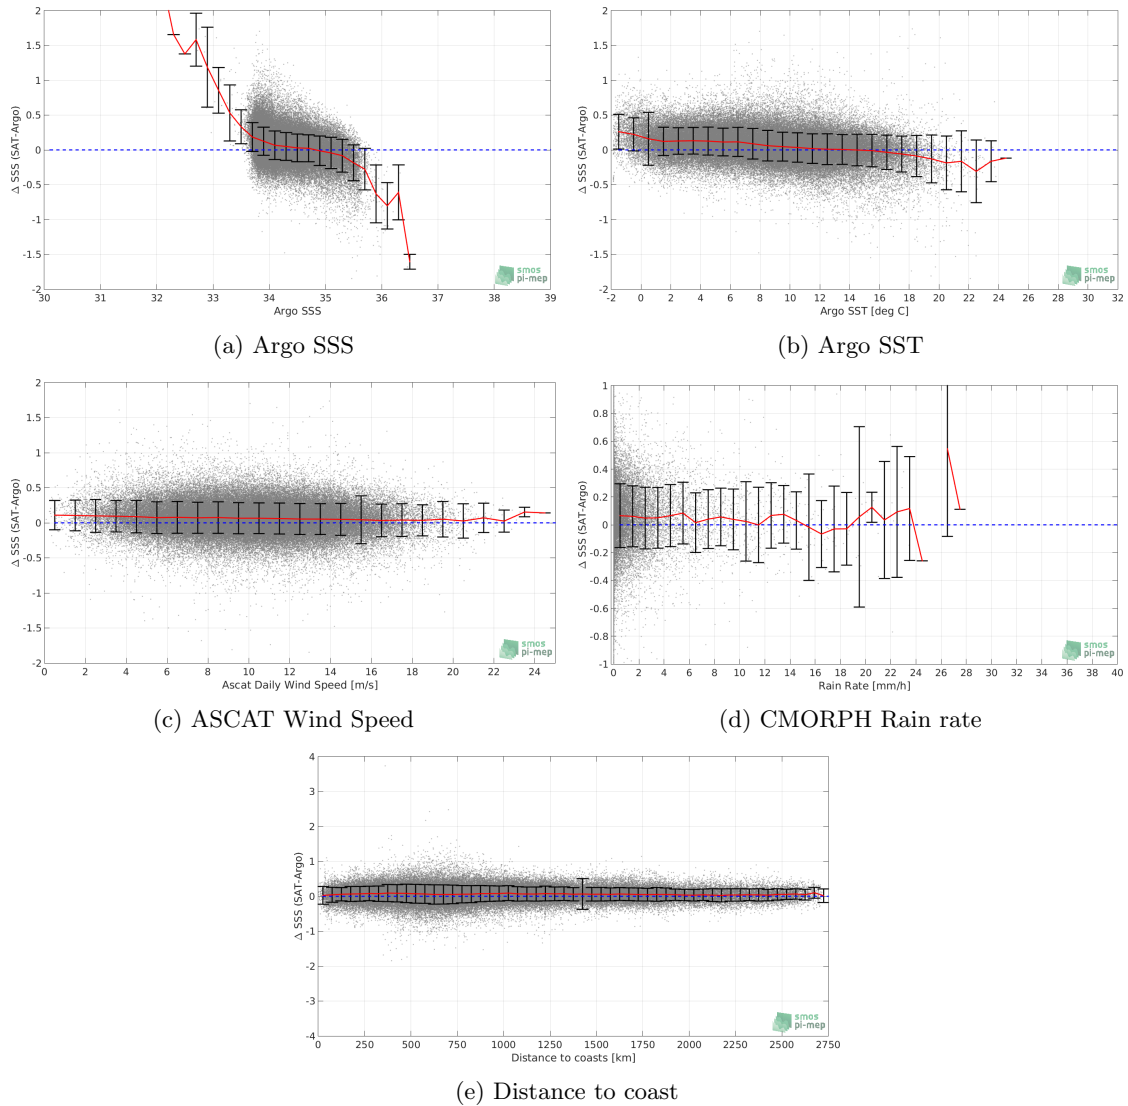 2
1.5
1
0.5
0
-0.5
-1
-1.5
-2
Δ SSS (SAT-Argo)
30 31 32 33 34 35 36 37 38 39
Argo SSS
smos
pi-mep
(a) Argo SSS
2
1.5
1
0.5
0
-0.5
-1
-1.5
-2
Δ SSS (SAT-Argo)
-2 0 2 4 6 8 10 12 14 16 18 20 22 24 26 28 30 32
Argo SST [deg C]
smos
pi-mep
(b) Argo SST
2
1.5
1
0.5
0
-0.5
-1
-1.5
-2
Δ SSS (SAT-Argo)
0 2 4 6 8 10 12 14 16 18 20 22 24
Ascat Daily Wind Speed [m/s]
smos
pi-mep
(c) ASCAT Wind Speed
1
0.8
0.6
0.4
0.2
0
-0.2
-0.4
-0.6
-0.8
-1
Δ SSS (SAT-Argo)
0 2 4 6 8 10 12 14 16 18 20 22 24 26 28 30 32 34 36 38 40
Rain Rate [mm/h]
smos
pi-mep
(d) CMORPH Rain rate
4
3
2
1
0
-1
-2
-3
-4
Δ SSS (SAT-Argo)
0 250 500 750 1000 1250 1500 1750 2000 2250 2500 2750
Distance to coasts [km]
smos
pi-mep
(e) Distance to coast